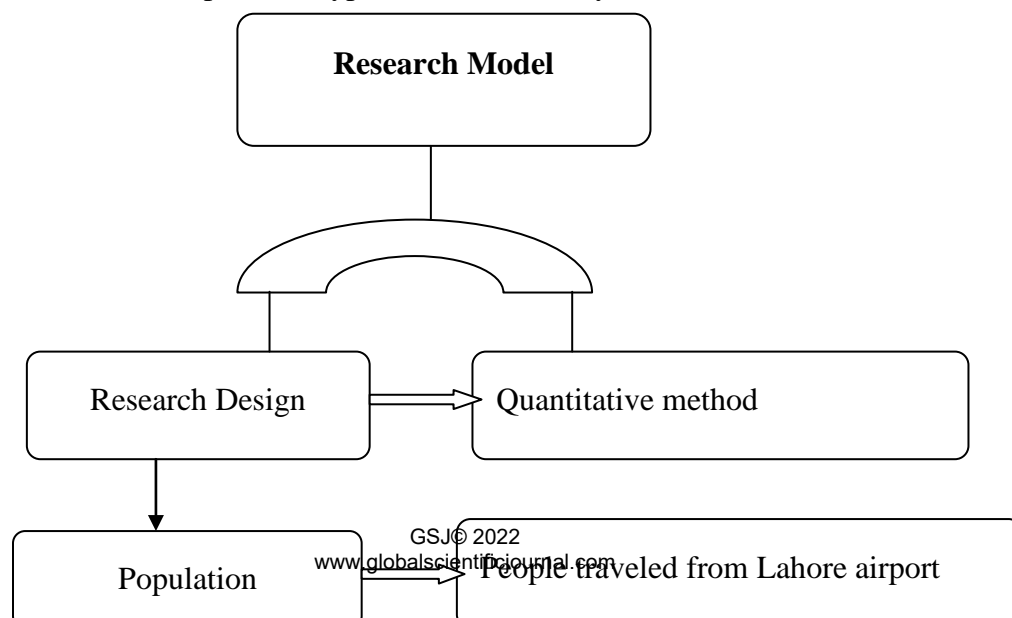 Research Model
Research Design
Quantitative method
GSJ© 2022
www.globalscientificjournal.com
Population
People traveled from Lahore airport